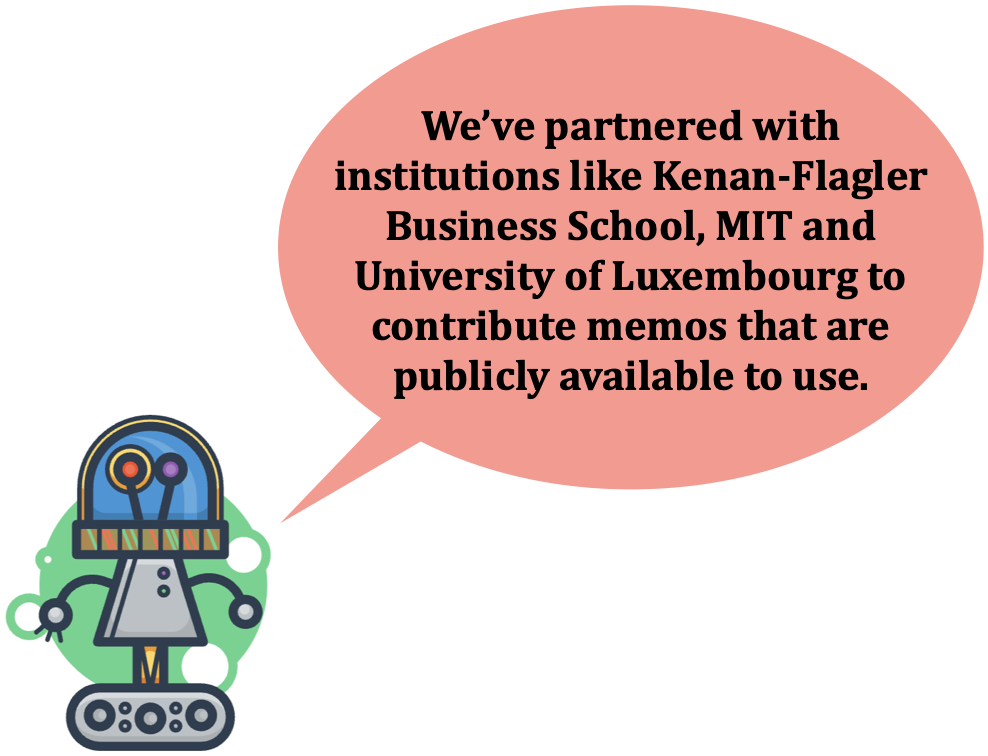 We’ve partnered with
institutions like Kenan-Flagler
Business School, MIT and
University of Luxembourg to
contribute memos that are
publicly available to use.